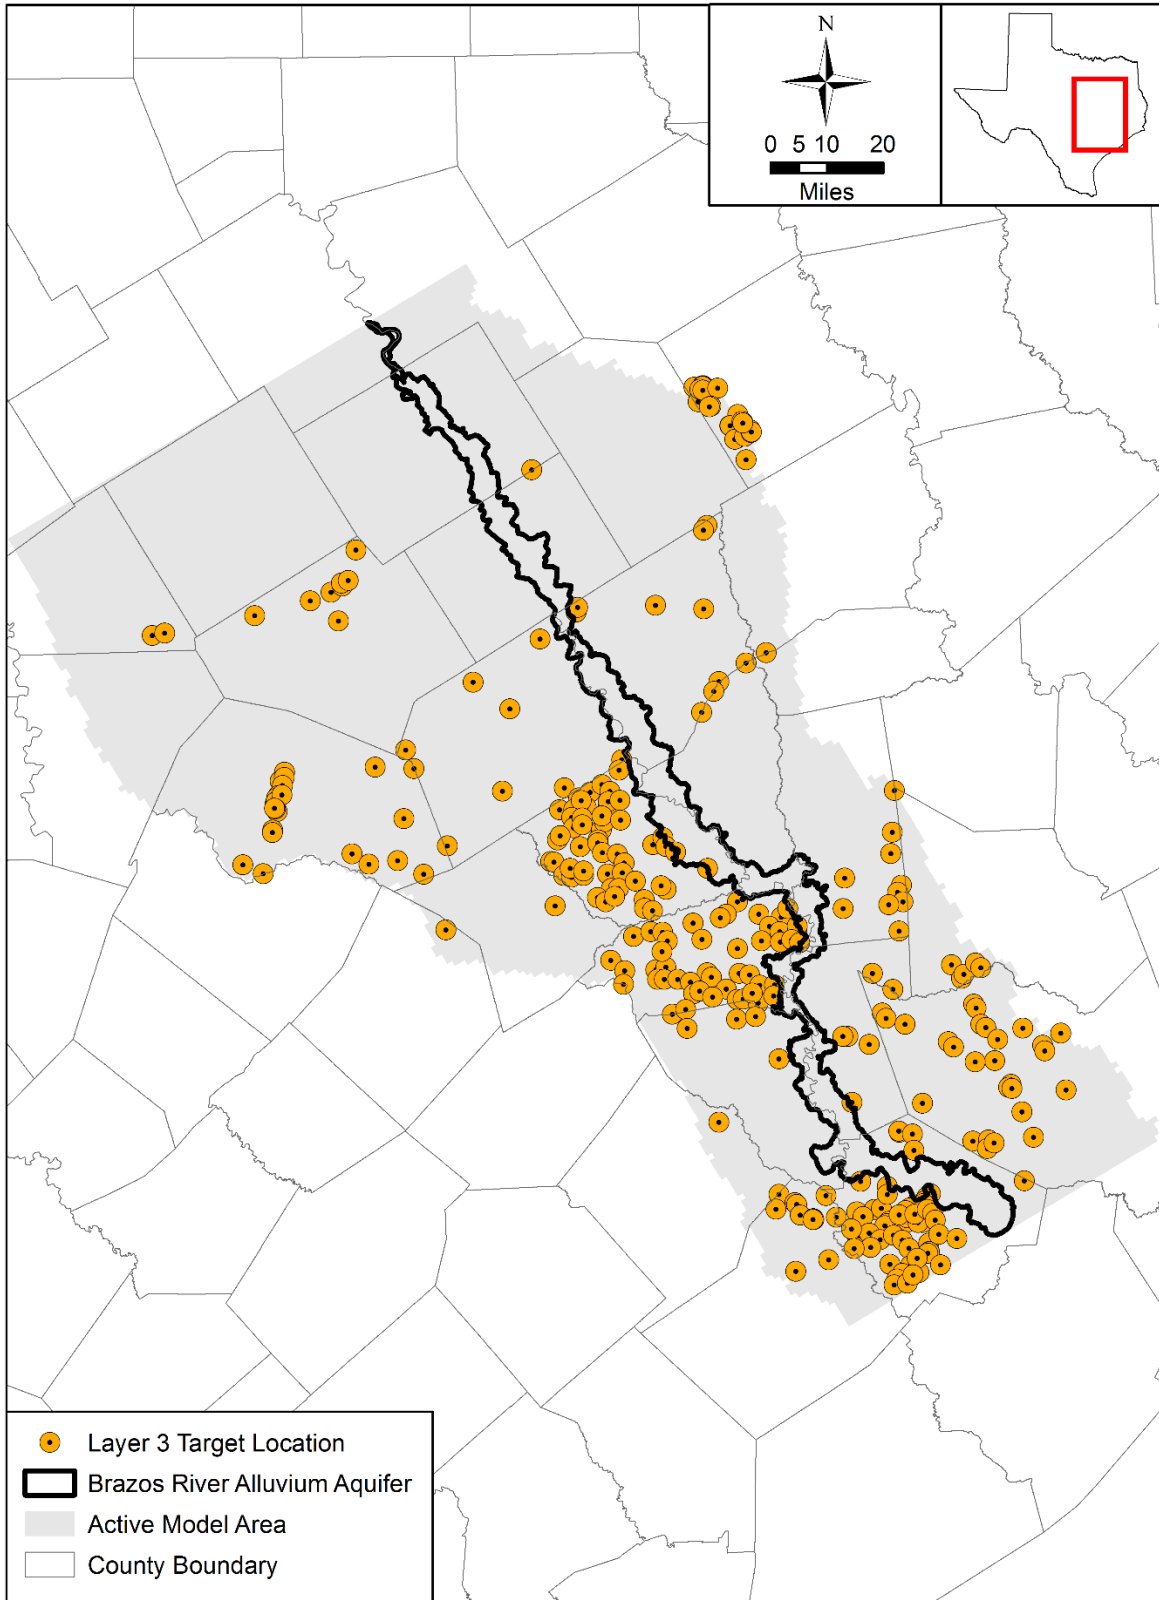 N
0 5 10 20
Miles
Layer 3 Target Location
Brazos River Alluvium Aquifer
Active Model Area
County Boundary